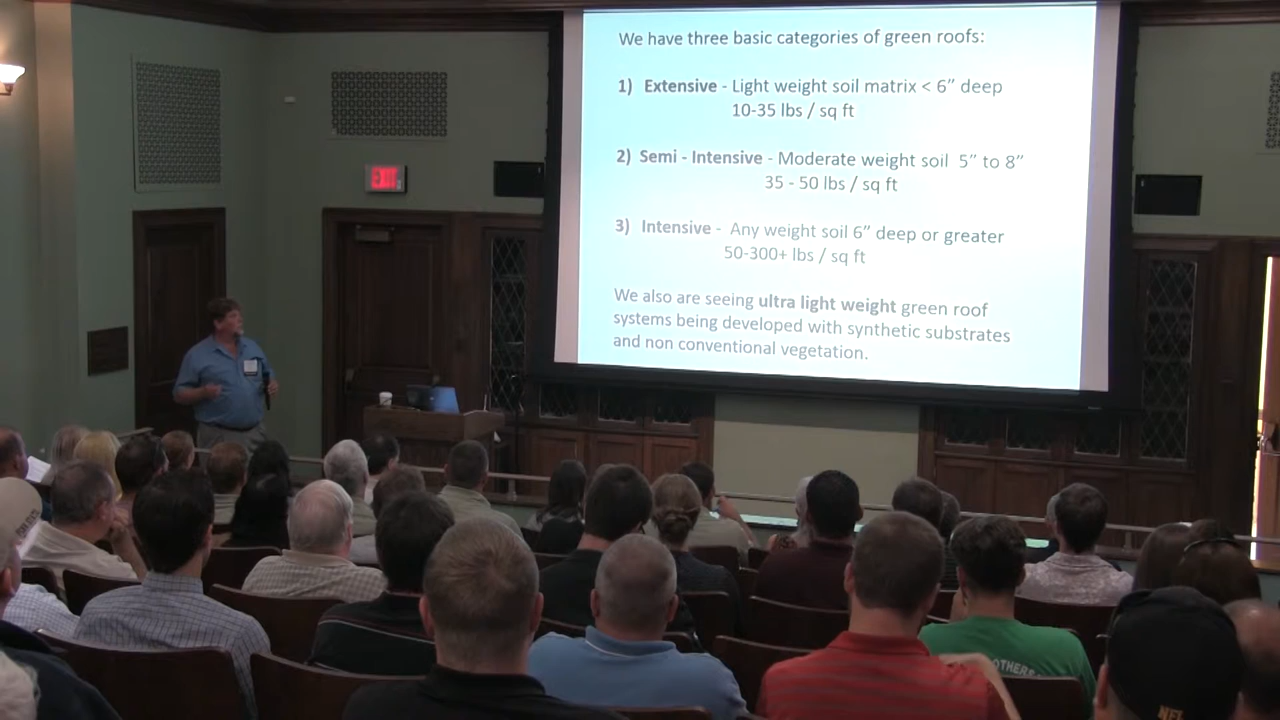 We have three basic categories of green roofs:
1) Extensive - Light weight soil matrix < 6” deep
10-35 lbs / sq ft
2) Semi - Intensive - Moderate weight soil 5” to 8”
35 - 50 lbs / sq ft
3) Intensive - Any weight soil 6” deep or greater
50-300+ lbs / sq ft
We also are seeing ultra light weight green roof
systems being developed with synthetic substrates
and non conventional vegetation.
EXIT